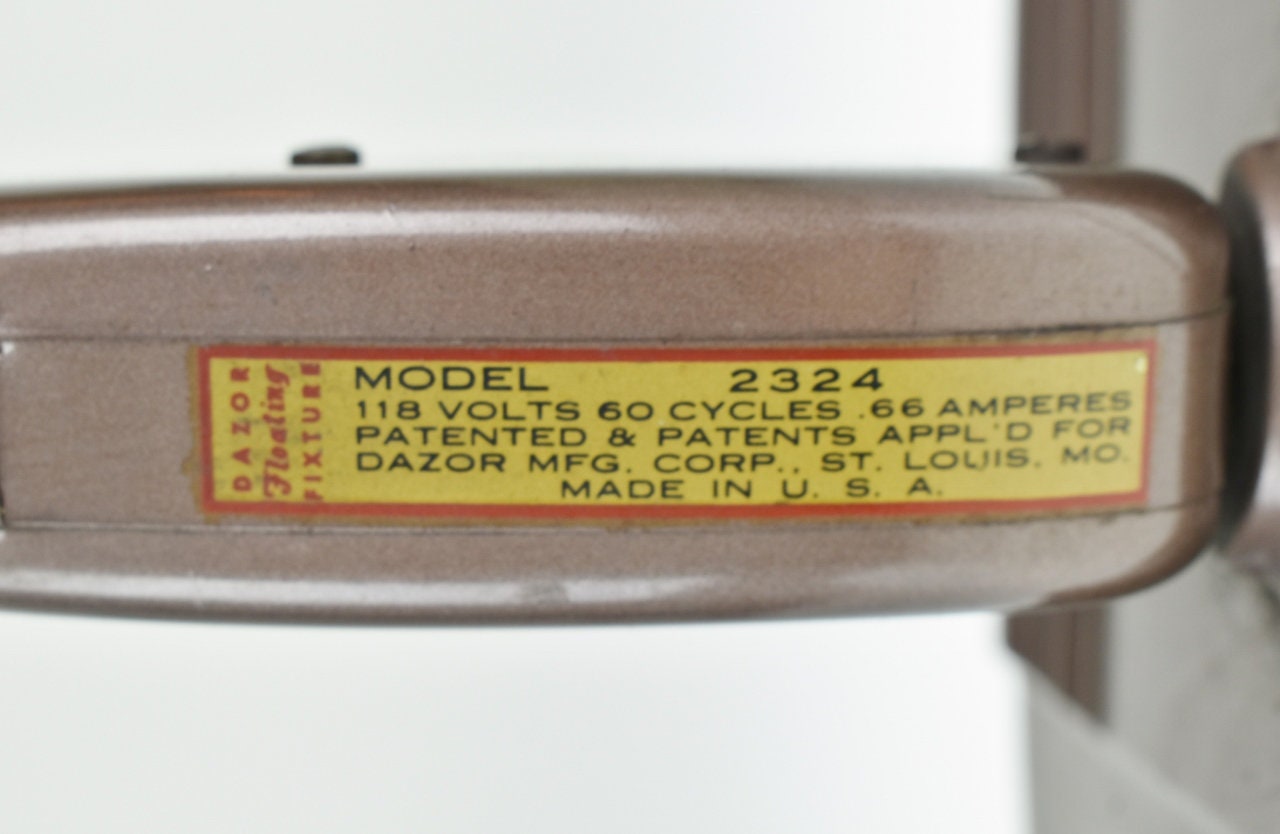 DAZOR
Floating
FIXTURE
MODEL 2324
118 VOLTS 60 CYCLES .66 AMPERES
PATENTED & PATENTS APPL'D FOR
DAZOR MFG. CORP., ST. LOUIS, MO.
MADE IN U. S. A.